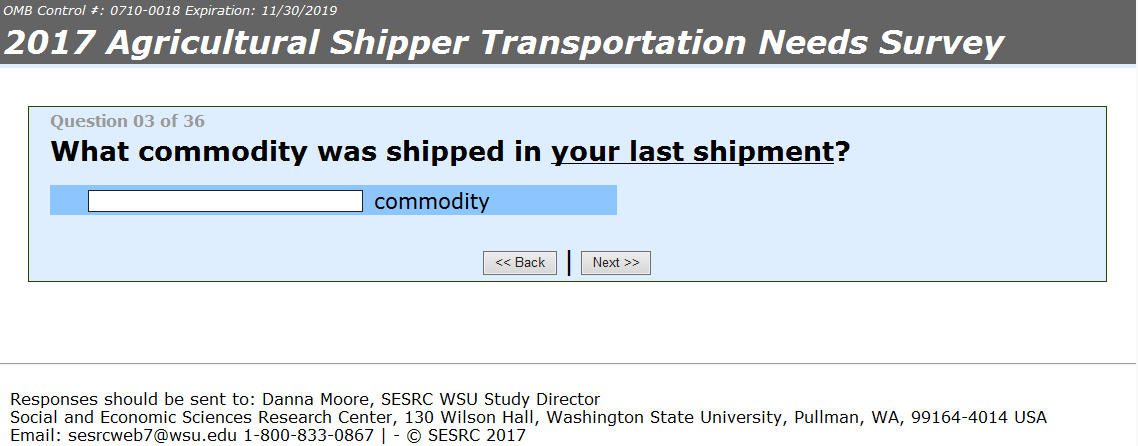 OMB Control #: 0710-0018 Expiration: 11/30/2019
2017 Agricultural Shipper Transportation Needs Survey
Question 03 of 36
What commodity was shipped in your last shipment?
commodity
<< Back | Next >>
Responses should be sent to: Danna Moore, SESRC WSU Study Director
Social and Economic Sciences Research Center, 130 Wilson Hall, Washington State University, Pullman, WA, 99164-4014 USA
Email: sesrcweb7@wsu.edu 1-800-833-0867 | - © SESRC 2017